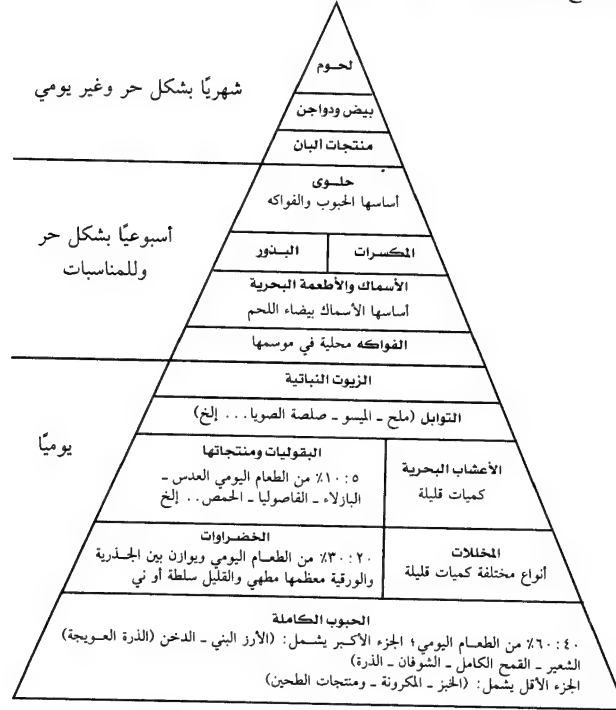 لحوم
شهريًا بشكل حر وغير يومي
بيض ودواجن
منتجات ألبان
حلوى
أساسها الحبوب والفواكه
أسبوعيًا بشكل حر
وللمناسبات
المكسرات
البذور
الأسماك والأطعمة البحرية
أساسها الأسماك بيضاء اللحم
الفواكه محلية في موسمها
الزيوت النباتية
التوابل (ملح - الميسو - صلصة الصويا... إلخ)
يوميًا
الأعشاب البحرية
كميات قليلة
البقوليات ومنتجاتها
٥ : ١٠٪ من الطعام اليومي العدس -
البازلاء - الفاصوليا - الحمص.. إلخ
المخللات
أنواع مختلفة كميات قليلة
الخضراوات
٢٠ : ٣٠٪ من الطعام اليومي ويوازن بين الجذرية
والورقية معظمها مطهي والقليل سلطة أو ني
الحبوب الكاملة
٤٠ : ٦٠٪ من الطعام اليومي؛ الجزء الأكبر يشمل: (الأرز البني - الدخن (الذرة العويجة)
الشعير - القمح الكامل - الشوفان - الذرة)
الجزء الأقل يشمل: (الخبز - المكرونة - ومنتجات الطحين)